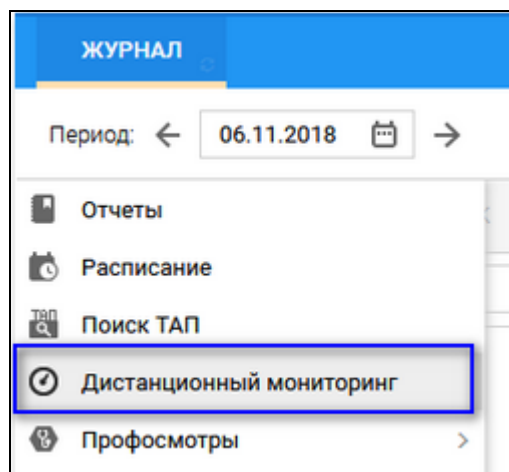 ЖУРНАЛ
Период: 06.11.2018
Отчеты
Расписание
ТАП
Поиск ТАП
Дистанционный мониторинг
Профосмотры